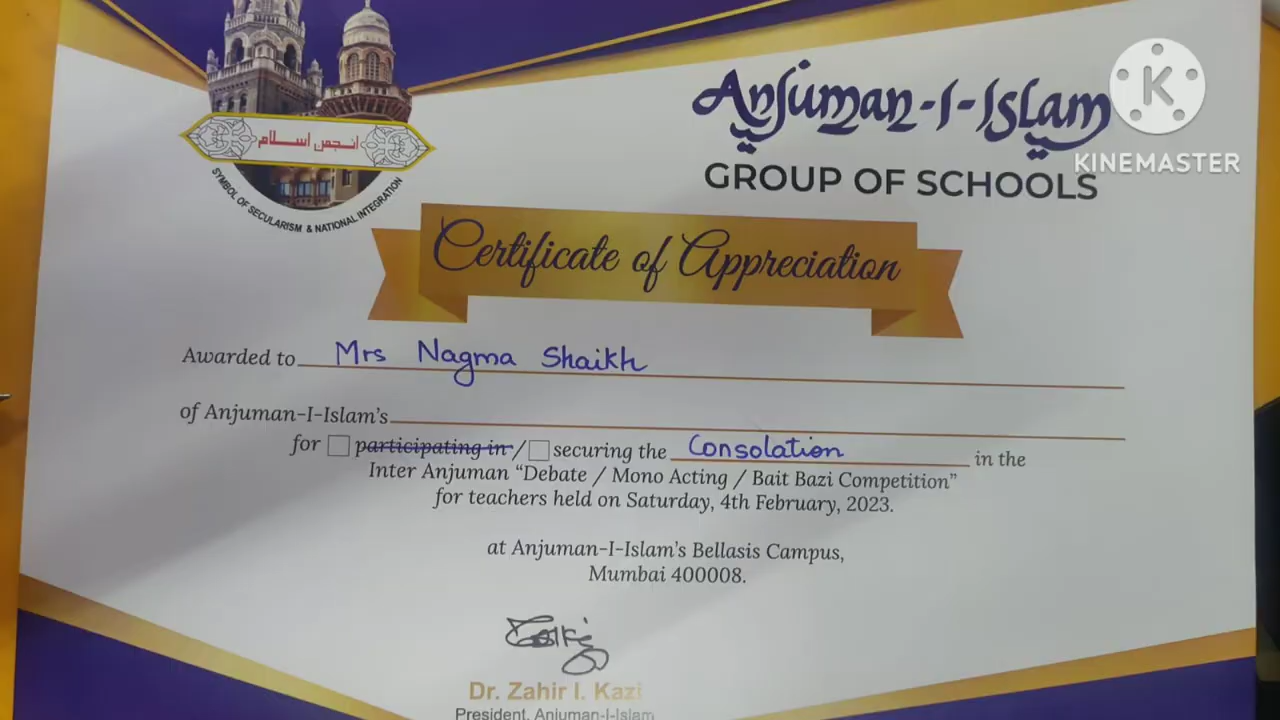 Anjuman-I-Islam
GROUP OF SCHOOLS
K
KINEMASTER
انجمن اسلام
SYMBOL OF SECULARISM & NATIONAL INTEGRATION
Certificate of Appreciation
Awarded to Mrs Nagma Shaikh
of Anjuman-I-Islam's
for participating in / securing the Consolation in the
Inter Anjuman “Debate / Mono Acting / Bait Bazi Competition”
for teachers held on Saturday, 4th February, 2023.
at Anjuman-I-Islam's Bellasis Campus,
Mumbai 400008.
Dr. Zahir I. Kazi
President, Anjuman-I-Islam